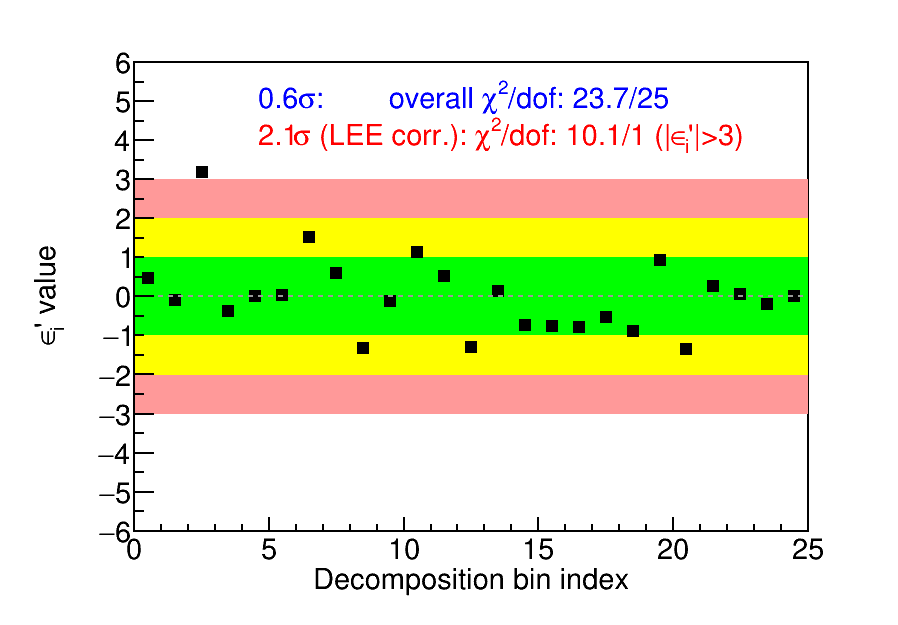 0.6σ: overall χ²/dof: 23.7/25
2.1σ (LEE corr.): χ²/dof: 10.1/1 (|ϵᵢ'|>3)
6
5
4
3
2
1
0
−1
−2
−3
−4
−5
−6
ϵᵢ' value
0 5 10 15 20 25
Decomposition bin index